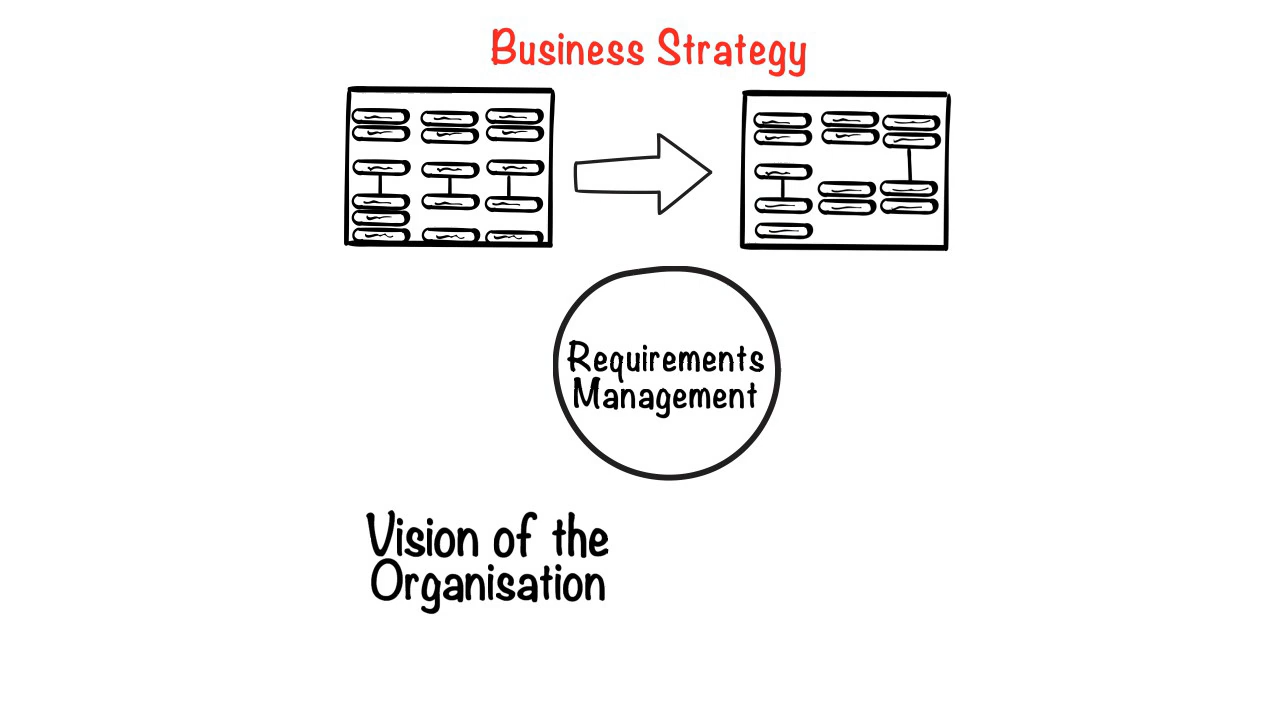 Business Strategy
Requirements
Management
Vision of the
Organisation